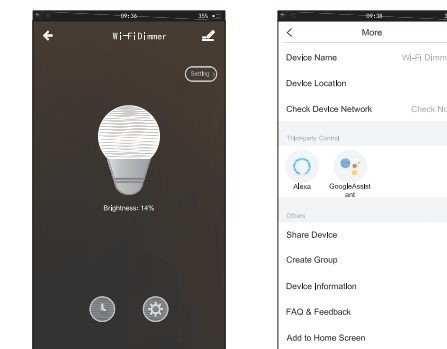 09:36 35%
Wi-FiDimmer
Setting >
Brightness: 14%
09:38
< More
Device Name Wi-Fi Dimm
Device Location
Check Device Network Check No
Third-party Control
Alexa GoogleAssist
ant
Others
Share Device
Create Group
Device Information
FAQ & Feedback
Add to Home Screen